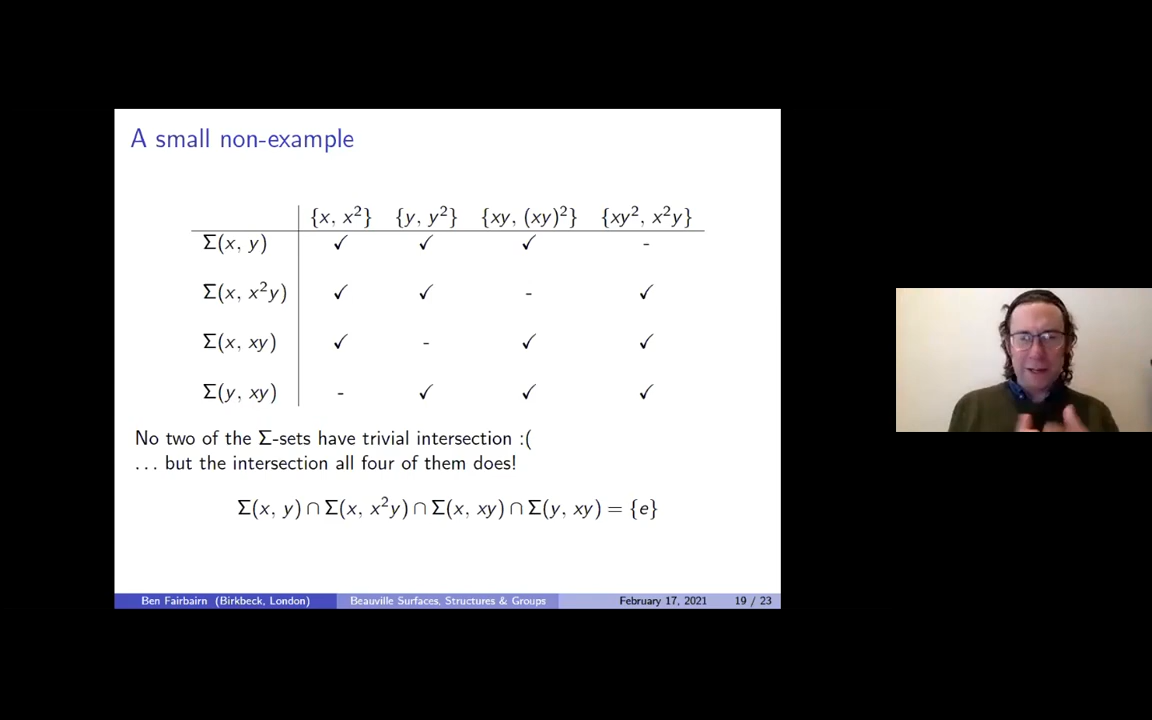 A small non-example
{x, x²} {y, y²} {xy, (xy)²} {xy², x²y}
Σ(x, y) ✓ ✓ ✓ -
Σ(x, x²y) ✓ ✓ - ✓
Σ(x, xy) ✓ - ✓ ✓
Σ(y, xy) - ✓ ✓ ✓
No two of the Σ-sets have trivial intersection :(
... but the intersection all four of them does!
Σ(x, y) ∩ Σ(x, x²y) ∩ Σ(x, xy) ∩ Σ(y, xy) = {e}
Ben Fairbairn (Birkbeck, London) Beauville Surfaces, Structures & Groups February 17, 2021 19 / 23